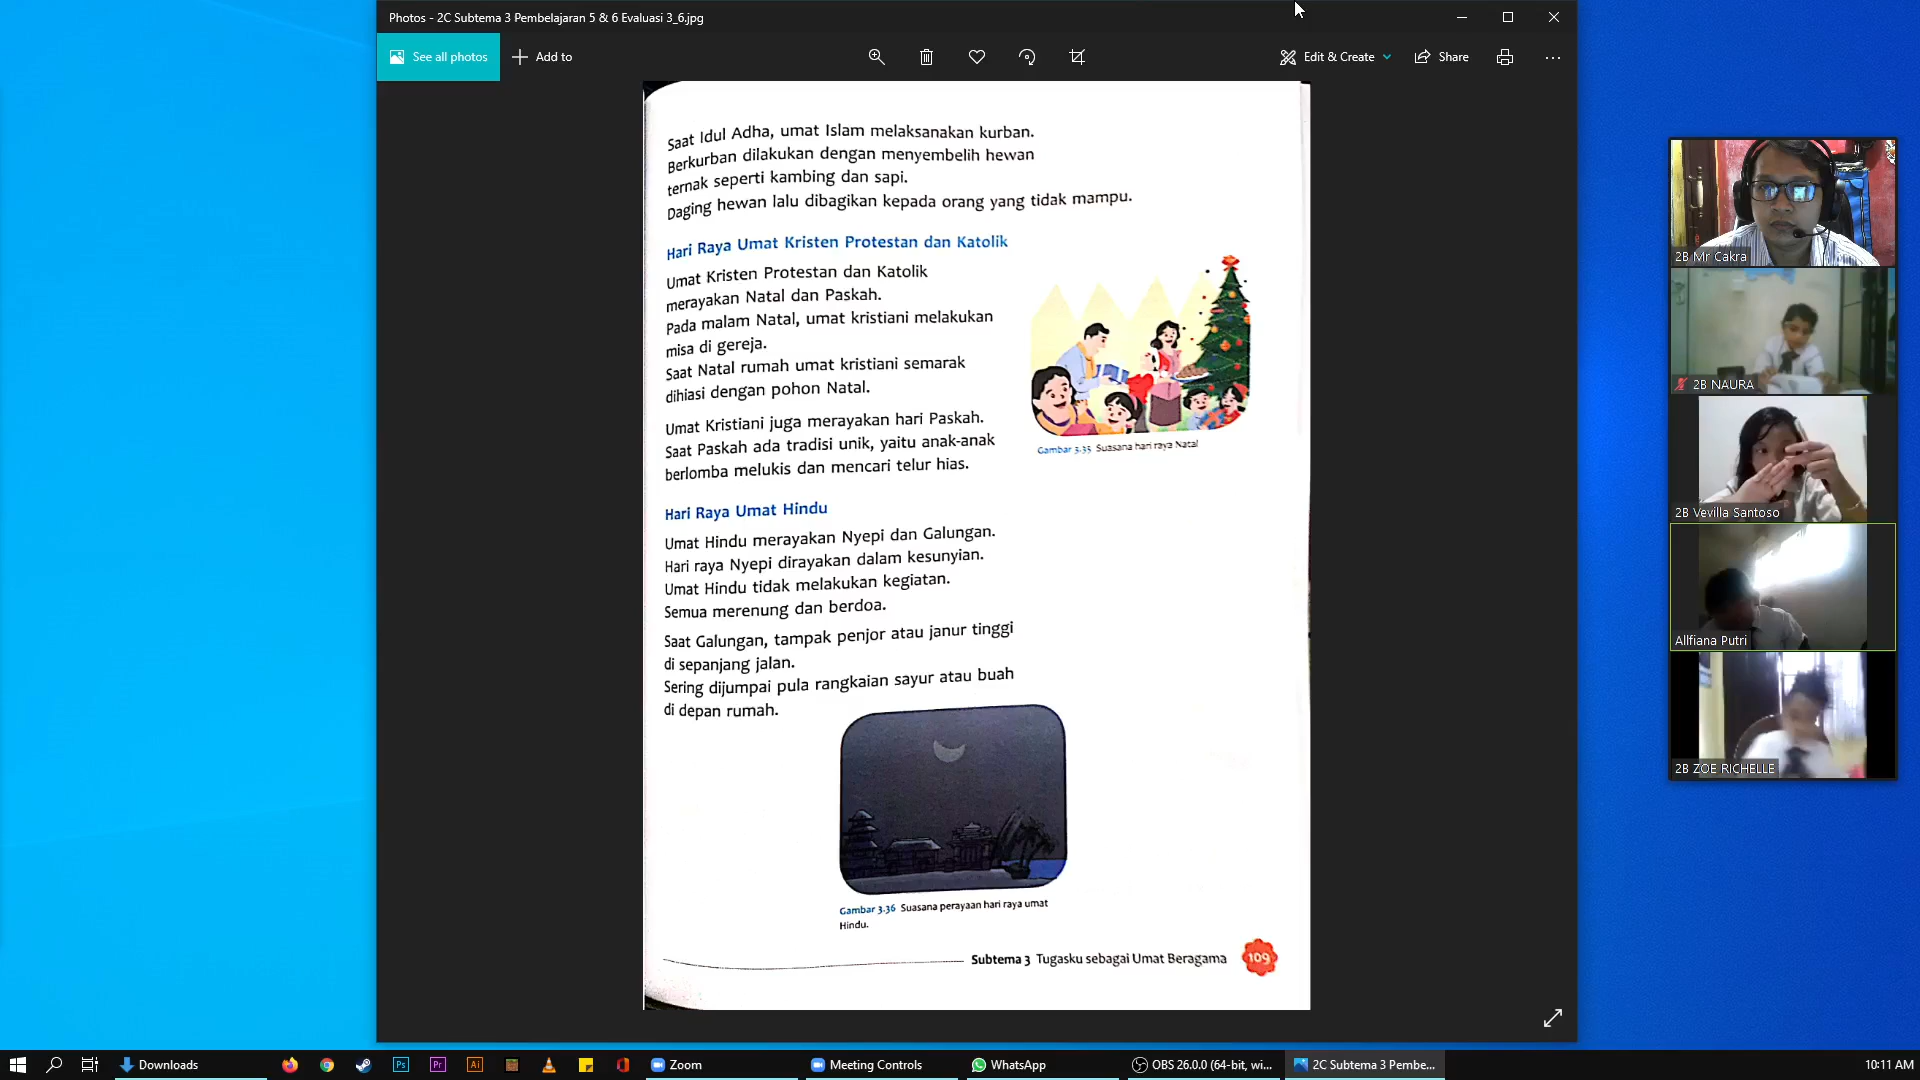 Photos - 2C Subtema 3 Pembelajaran 5 & 6 Evaluasi 3_6.jpg
See all photos
Add to
Edit & Create
Share
Saat Idul Adha, umat Islam melaksanakan kurban.
Berkurban dilakukan dengan menyembelih hewan
ternak seperti kambing dan sapi.
Daging hewan lalu dibagikan kepada orang yang tidak mampu.
Hari Raya Umat Kristen Protestan dan Katolik
Umat Kristen Protestan dan Katolik
merayakan Natal dan Paskah.
Pada malam Natal, umat kristiani melakukan
misa di gereja.
Saat Natal rumah umat kristiani semarak
dihiasi dengan pohon Natal.
Umat Kristiani juga merayakan hari Paskah.
Saat Paskah ada tradisi unik, yaitu anak-anak
berlomba melukis dan mencari telur hias.
Gambar 3.35 Suasana hari raya Natal
Hari Raya Umat Hindu
Umat Hindu merayakan Nyepi dan Galungan.
Hari raya Nyepi dirayakan dalam kesunyian.
Umat Hindu tidak melakukan kegiatan.
Semua merenung dan berdoa.
Saat Galungan, tampak penjor atau janur tinggi
di sepanjang jalan.
Sering dijumpai pula rangkaian sayur atau buah
di depan rumah.
Gambar 3.36 Suasana perayaan hari raya umat
Hindu.
Subtema 3 Tugasku sebagai Umat Beragama 109
2B Mr Cakra
2B NAURA
2B Vevilla Santoso
Allfiana Putri
2B ZOE RICHELLE
Downloads
Ps
Pr
Ai
Zoom
Meeting Controls
WhatsApp
OBS 26.0.0 (64-bit, wi...
2C Subtema 3 Pembe...
10:11 AM